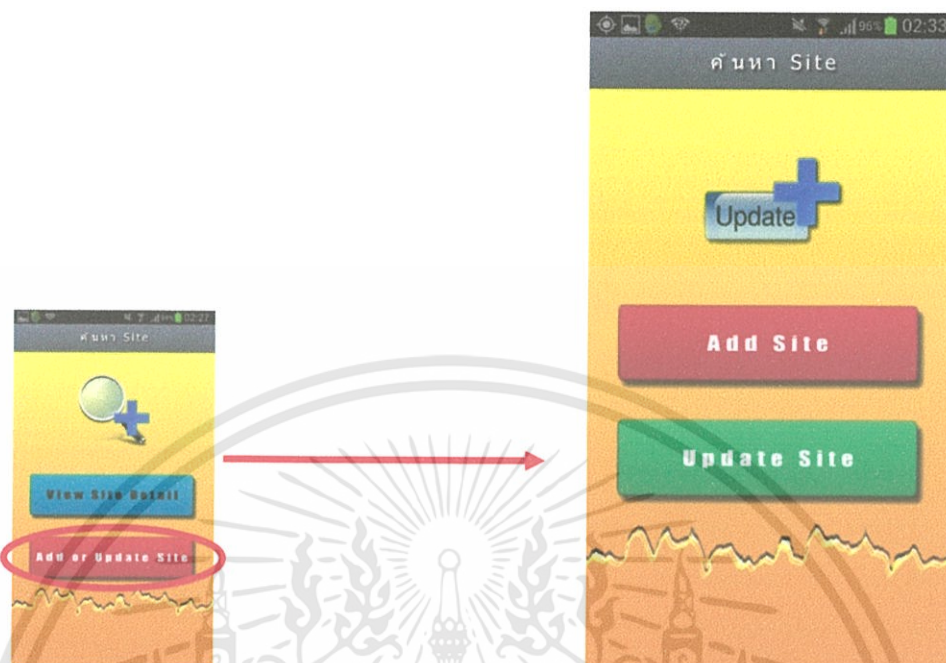 ค้นหา Site
View Site Detail
Add or Update Site
96% 02:33
ค้นหา Site
Update
Add Site
Update Site